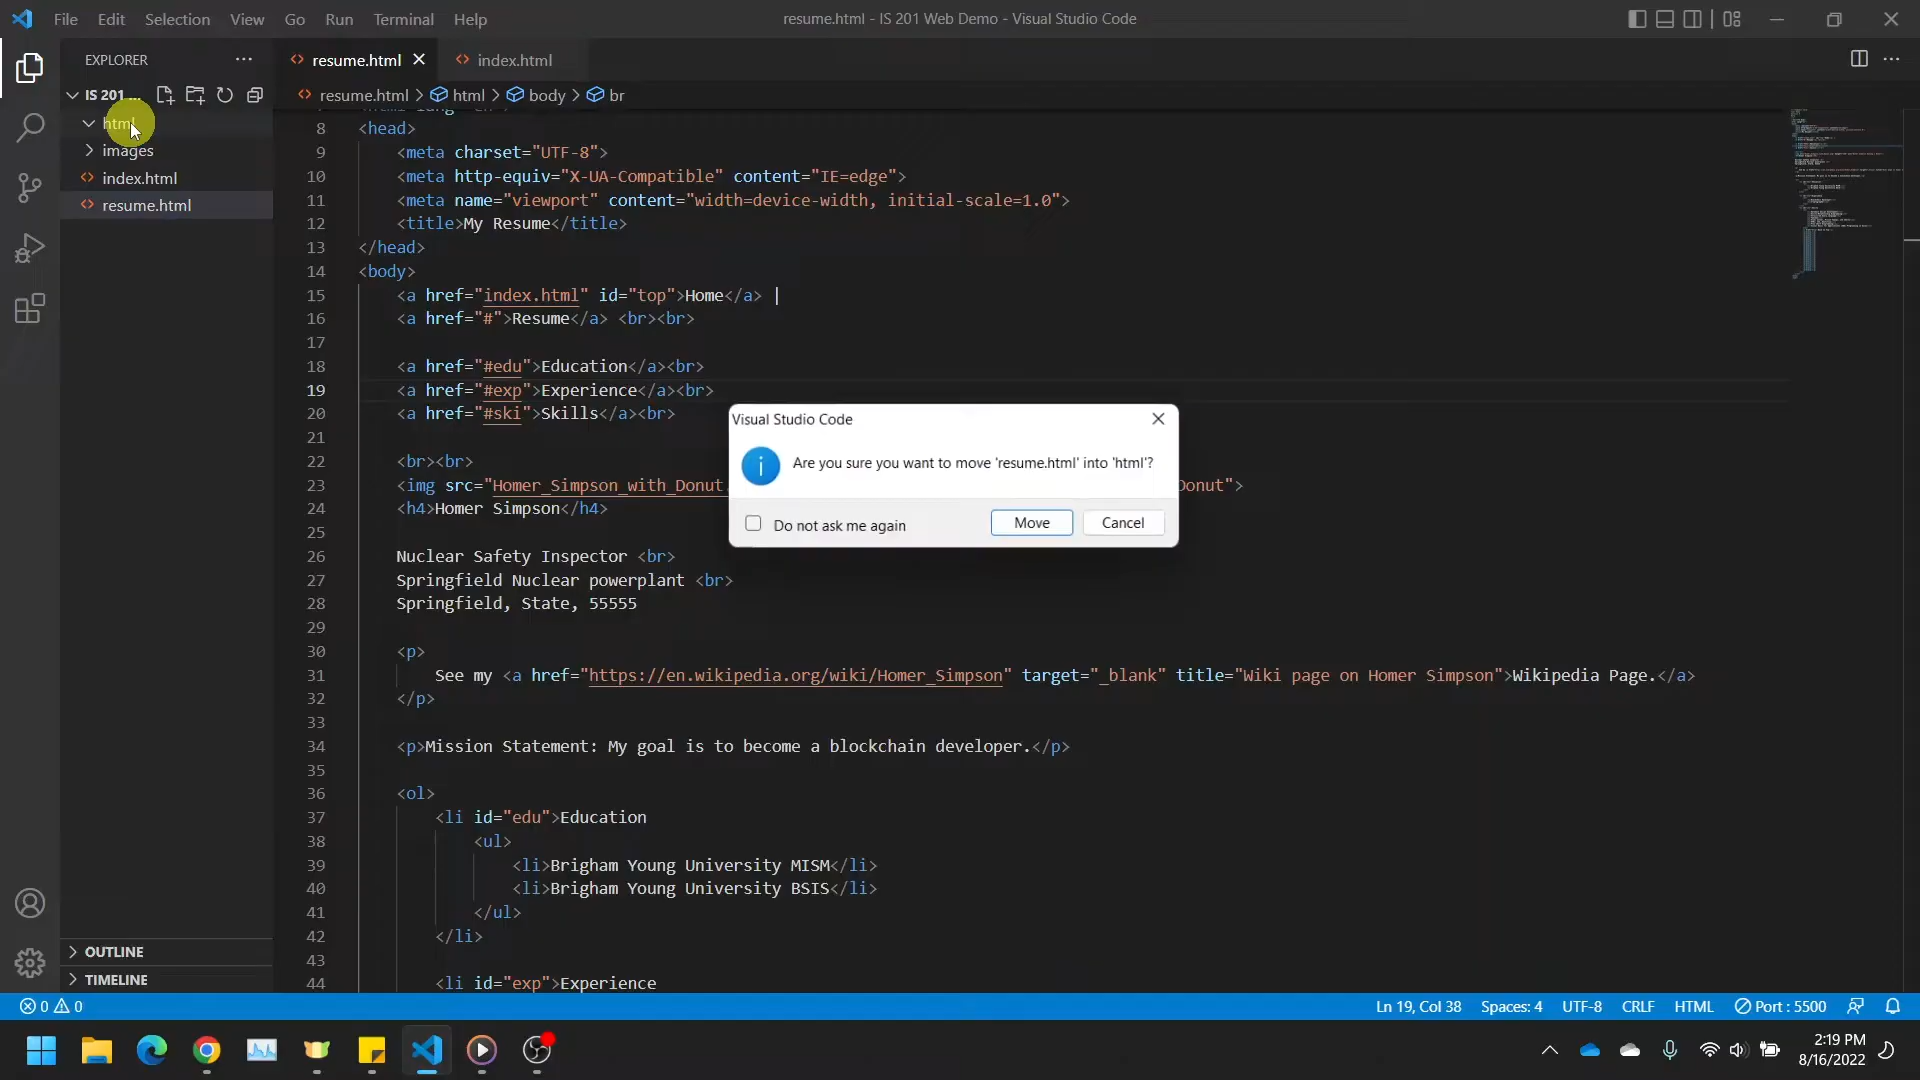 File Edit Selection View Go Run Terminal Help
resume.html - IS 201 Web Demo - Visual Studio Code
EXPLORER
resume.html
index.html
IS 201 ...
resume.html > html > body > br
html
images
index.html
resume.html
8 <head>
9 <meta charset="UTF-8">
10 <meta http-equiv="X-UA-Compatible" content="IE=edge">
11 <meta name="viewport" content="width=device-width, initial-scale=1.0">
12 <title>My Resume</title>
13 </head>
14 <body>
15 <a href="index.html" id="top">Home</a> |
16 <a href="#">Resume</a> <br><br>
17
18 <a href="#edu">Education</a><br>
19 <a href="#exp">Experience</a><br>
20 <a href="#ski">Skills</a><br>
21
22 <br><br>
23 <img src="Homer_Simpson_with_Donut. Donut">
24 <h4>Homer Simpson</h4>
25
26 Nuclear Safety Inspector <br>
27 Springfield Nuclear powerplant <br>
28 Springfield, State, 55555
29
30 <p>
31 See my <a href="https://en.wikipedia.org/wiki/Homer_Simpson" target="_blank" title="Wiki page on Homer Simpson">Wikipedia Page.</a>
32 </p>
33
34 <p>Mission Statement: My goal is to become a blockchain developer.</p>
35
36 <ol>
37 <li id="edu">Education
38 <ul>
39 <li>Brigham Young University MISM</li>
40 <li>Brigham Young University BSIS</li>
41 </ul>
42 </li>
43
44 <li id="exp">Experience
Visual Studio Code
Are you sure you want to move 'resume.html' into 'html'?
Do not ask me again
Move
Cancel
OUTLINE
TIMELINE
0 0
Ln 19, Col 38 Spaces: 4 UTF-8 CRLF HTML Port : 5500
2:19 PM
8/16/2022